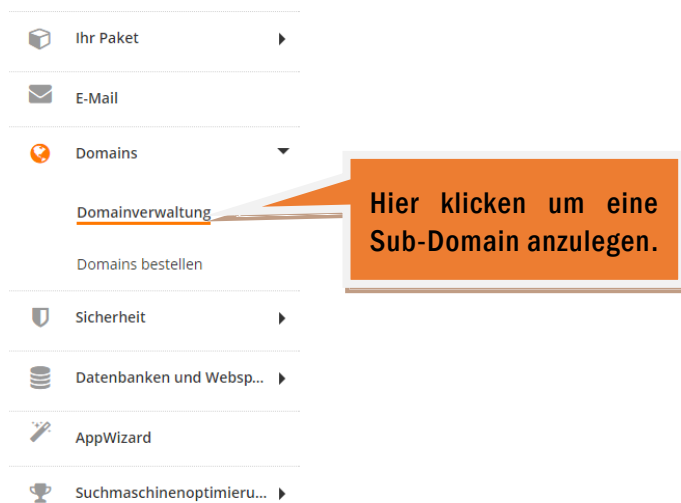 Ihr Paket
E-Mail
Domains
Domainverwaltung
Hier klicken um eine
Sub-Domain anzulegen.
Domains bestellen
Sicherheit
Datenbanken und Websp...
AppWizard
Suchmaschinenoptimieru...